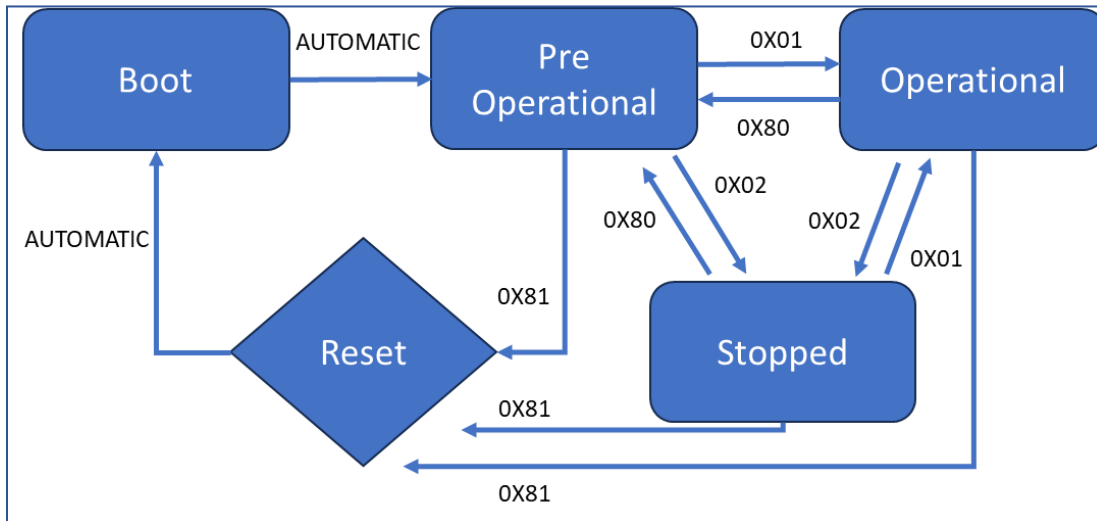 AUTOMATIC
0X01
Boot
Pre
Operational
Operational
0X80
0X02
0X80
0X02
0X01
AUTOMATIC
0X81
Reset
Stopped
0X81
0X81